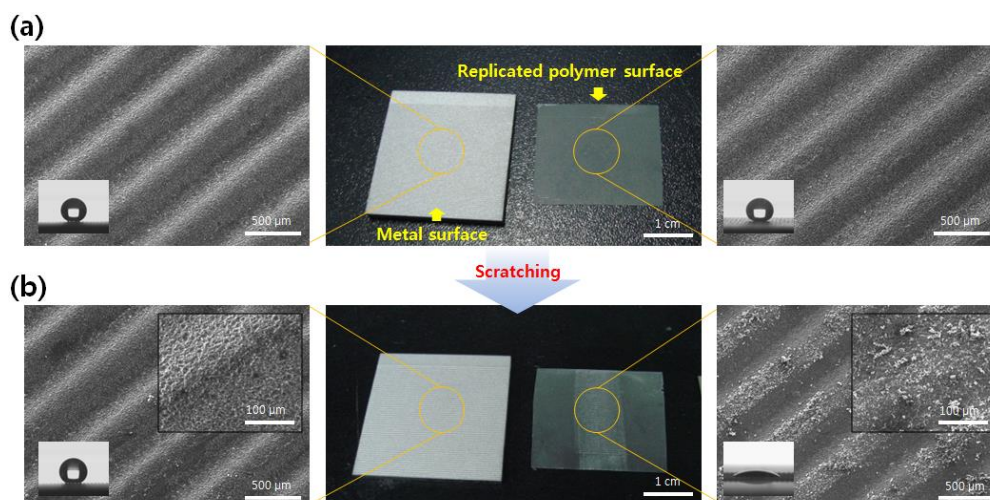 (a)
Replicated polymer surface
Metal surface
500 μm
1 cm
500 μm
Scratching
(b)
100 μm
500 μm
1 cm
100 μm
500 μm